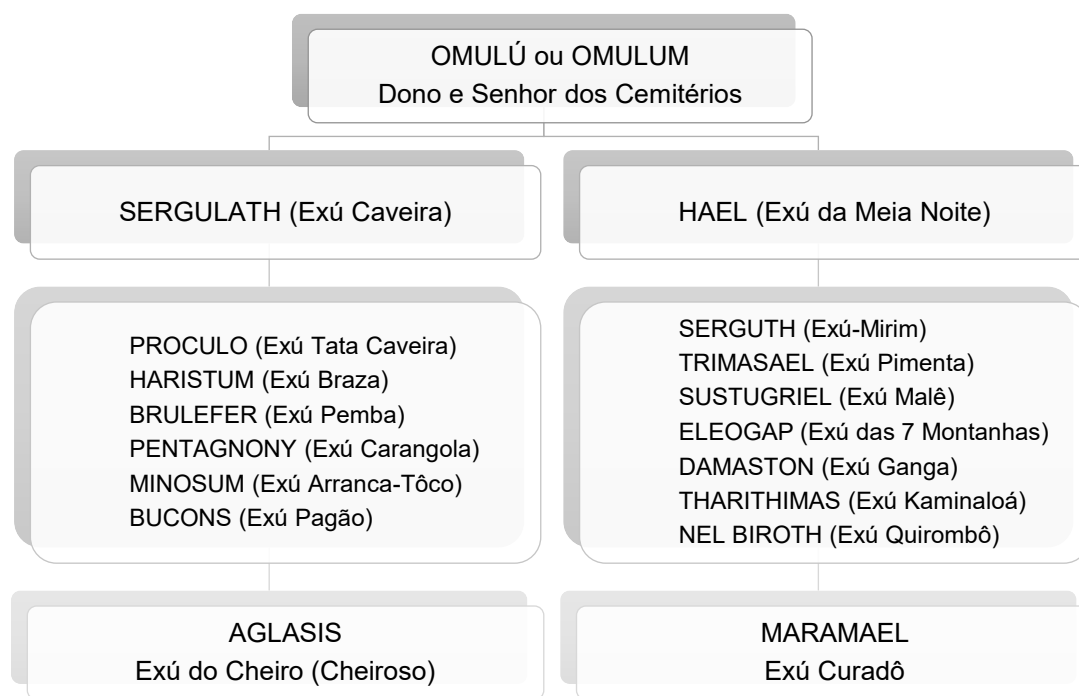 OMULÚ ou OMULUM
Dono e Senhor dos Cemitérios
SERGULATH (Exú Caveira)
HAEL (Exú da Meia Noite)
PROCULO (Exú Tata Caveira)
HARISTUM (Exú Braza)
BRULEFER (Exú Pemba)
PENTAGNONY (Exú Carangola)
MINOSUM (Exú Arranca-Tôco)
BUCONS (Exú Pagão)
SERGUTH (Exú-Mirim)
TRIMASAEL (Exú Pimenta)
SUSTUGRIEL (Exú Malê)
ELEOGAP (Exú das 7 Montanhas)
DAMASTON (Exú Ganga)
THARITHIMAS (Exú Kaminaloá)
NEL BIROTH (Exú Quirombô)
AGLASIS
Exú do Cheiro (Cheiroso)
MARAMAEL
Exú Curadô